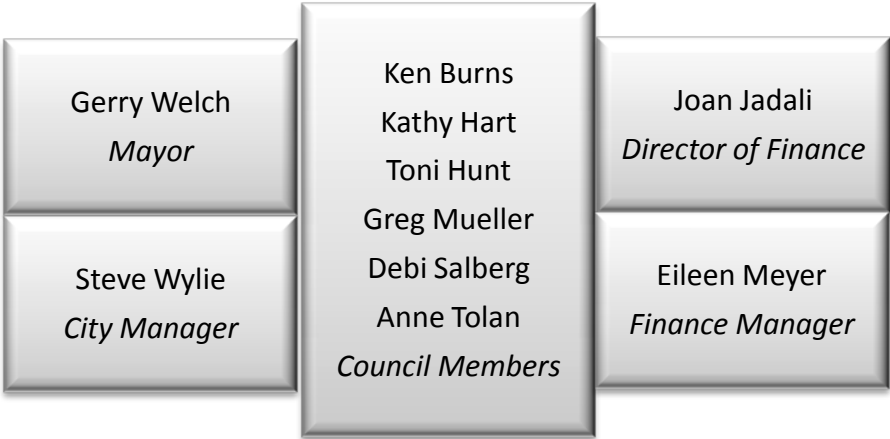 Gerry Welch
Mayor
Steve Wylie
City Manager
Ken Burns
Kathy Hart
Toni Hunt
Greg Mueller
Debi Salberg
Anne Tolan
Council Members
Joan Jadali
Director of Finance
Eileen Meyer
Finance Manager